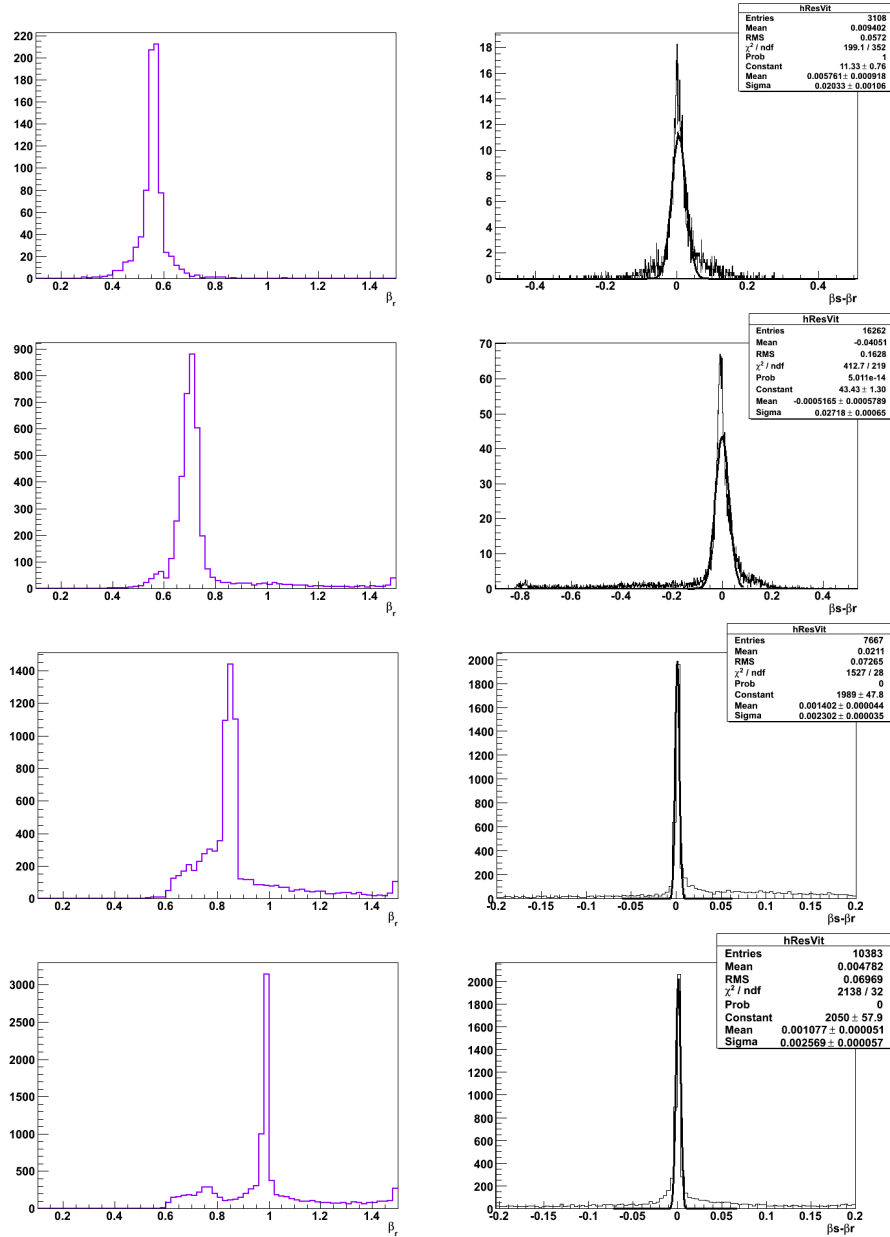 hResVit
Entries 3108
Mean 0.009402
RMS 0.0572
χ² / ndf 199.1 / 352
Prob 1
Constant 11.33 ± 0.76
Mean 0.005761 ± 0.000918
Sigma 0.02033 ± 0.00106
220
200
180
160
140
120
100
80
60
40
20
0
0.2 0.4 0.6 0.8 1 1.2 1.4
βr
18
16
14
12
10
8
6
4
2
0
-0.4 -0.2 0 0.2 0.4
βs-βr
hResVit
Entries 16262
Mean -0.04051
RMS 0.1628
χ² / ndf 412.7 / 219
Prob 5.011e-14
Constant 43.43 ± 1.30
Mean -0.0005165 ± 0.0005789
Sigma 0.02718 ± 0.00065
900
800
700
600
500
400
300
200
100
0
0.2 0.4 0.6 0.8 1 1.2 1.4
βr
70
60
50
40
30
20
10
0
-0.8 -0.6 -0.4 -0.2 0 0.2 0.4
βs-βr
hResVit
Entries 7667
Mean 0.0211
RMS 0.07265
χ² / ndf 1527 / 28
Prob 0
Constant 1989 ± 47.8
Mean 0.001402 ± 0.000044
Sigma 0.002302 ± 0.000035
1400
1200
1000
800
600
400
200
0
0.2 0.4 0.6 0.8 1 1.2 1.4
βr
2000
1800
1600
1400
1200
1000
800
600
400
200
0
-0.2 -0.15 -0.1 -0.05 0 0.05 0.1 0.15 0.2
βs-βr
hResVit
Entries 10383
Mean 0.004782
RMS 0.06969
χ² / ndf 2138 / 32
Prob 0
Constant 2050 ± 57.9
Mean 0.001077 ± 0.000051
Sigma 0.002569 ± 0.000057
3000
2500
2000
1500
1000
500
0
0.2 0.4 0.6 0.8 1 1.2 1.4
βr
2000
1800
1600
1400
1200
1000
800
600
400
200
0
-0.2 -0.15 -0.1 -0.05 0 0.05 0.1 0.15 0.2
βs-βr